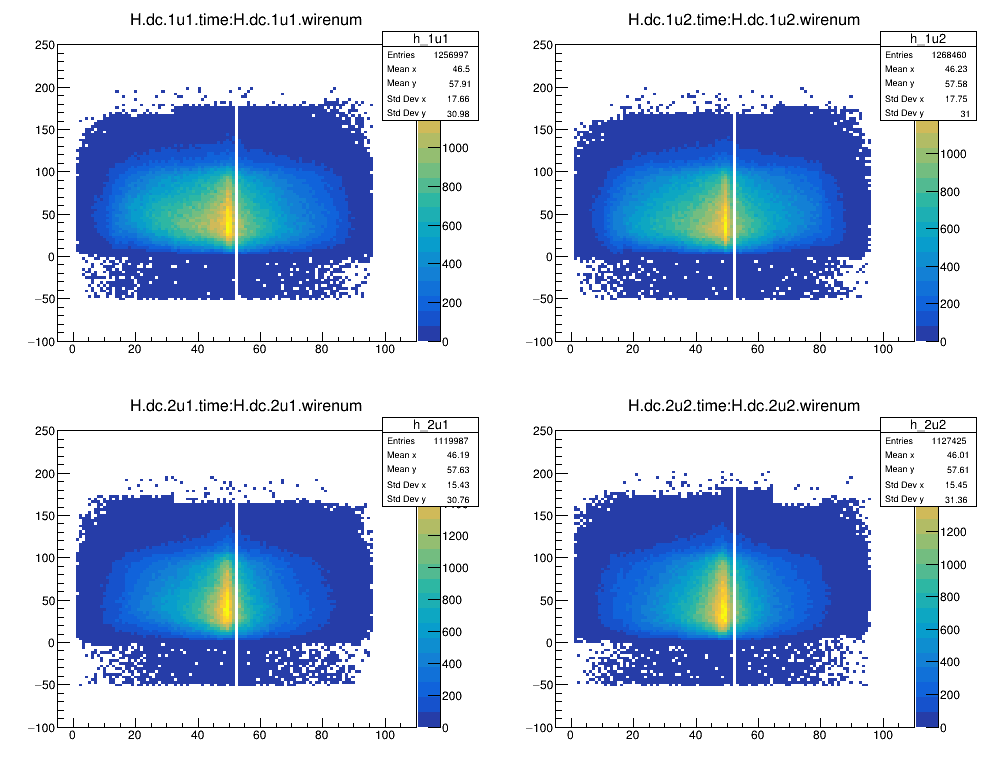 H.dc.1u1.time:H.dc.1u1.wirenum
h_1u1
Entries 1256997
Mean x 46.5
Mean y 57.91
Std Dev x 17.66
Std Dev y 30.98
250
200
150
100
50
0
−50
−100
0 20 40 60 80 100
1000
800
600
400
200
0
H.dc.1u2.time:H.dc.1u2.wirenum
h_1u2
Entries 1268460
Mean x 46.23
Mean y 57.58
Std Dev x 17.75
Std Dev y 31
250
200
150
100
50
0
−50
−100
0 20 40 60 80 100
1000
800
600
400
200
0
H.dc.2u1.time:H.dc.2u1.wirenum
h_2u1
Entries 1119987
Mean x 46.19
Mean y 57.63
Std Dev x 15.43
Std Dev y 30.76
250
200
150
100
50
0
−50
−100
0 20 40 60 80 100
1200
1000
800
600
400
200
0
H.dc.2u2.time:H.dc.2u2.wirenum
h_2u2
Entries 1127425
Mean x 46.01
Mean y 57.61
Std Dev x 15.45
Std Dev y 31.36
250
200
150
100
50
0
−50
−100
0 20 40 60 80 100
1200
1000
800
600
400
200
0